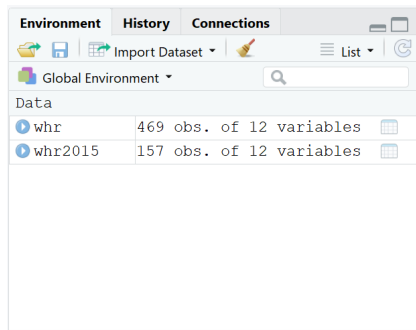 Environment History Connections
Import Dataset List
Global Environment
Data
whr 469 obs. of 12 variables
whr2015 157 obs. of 12 variables